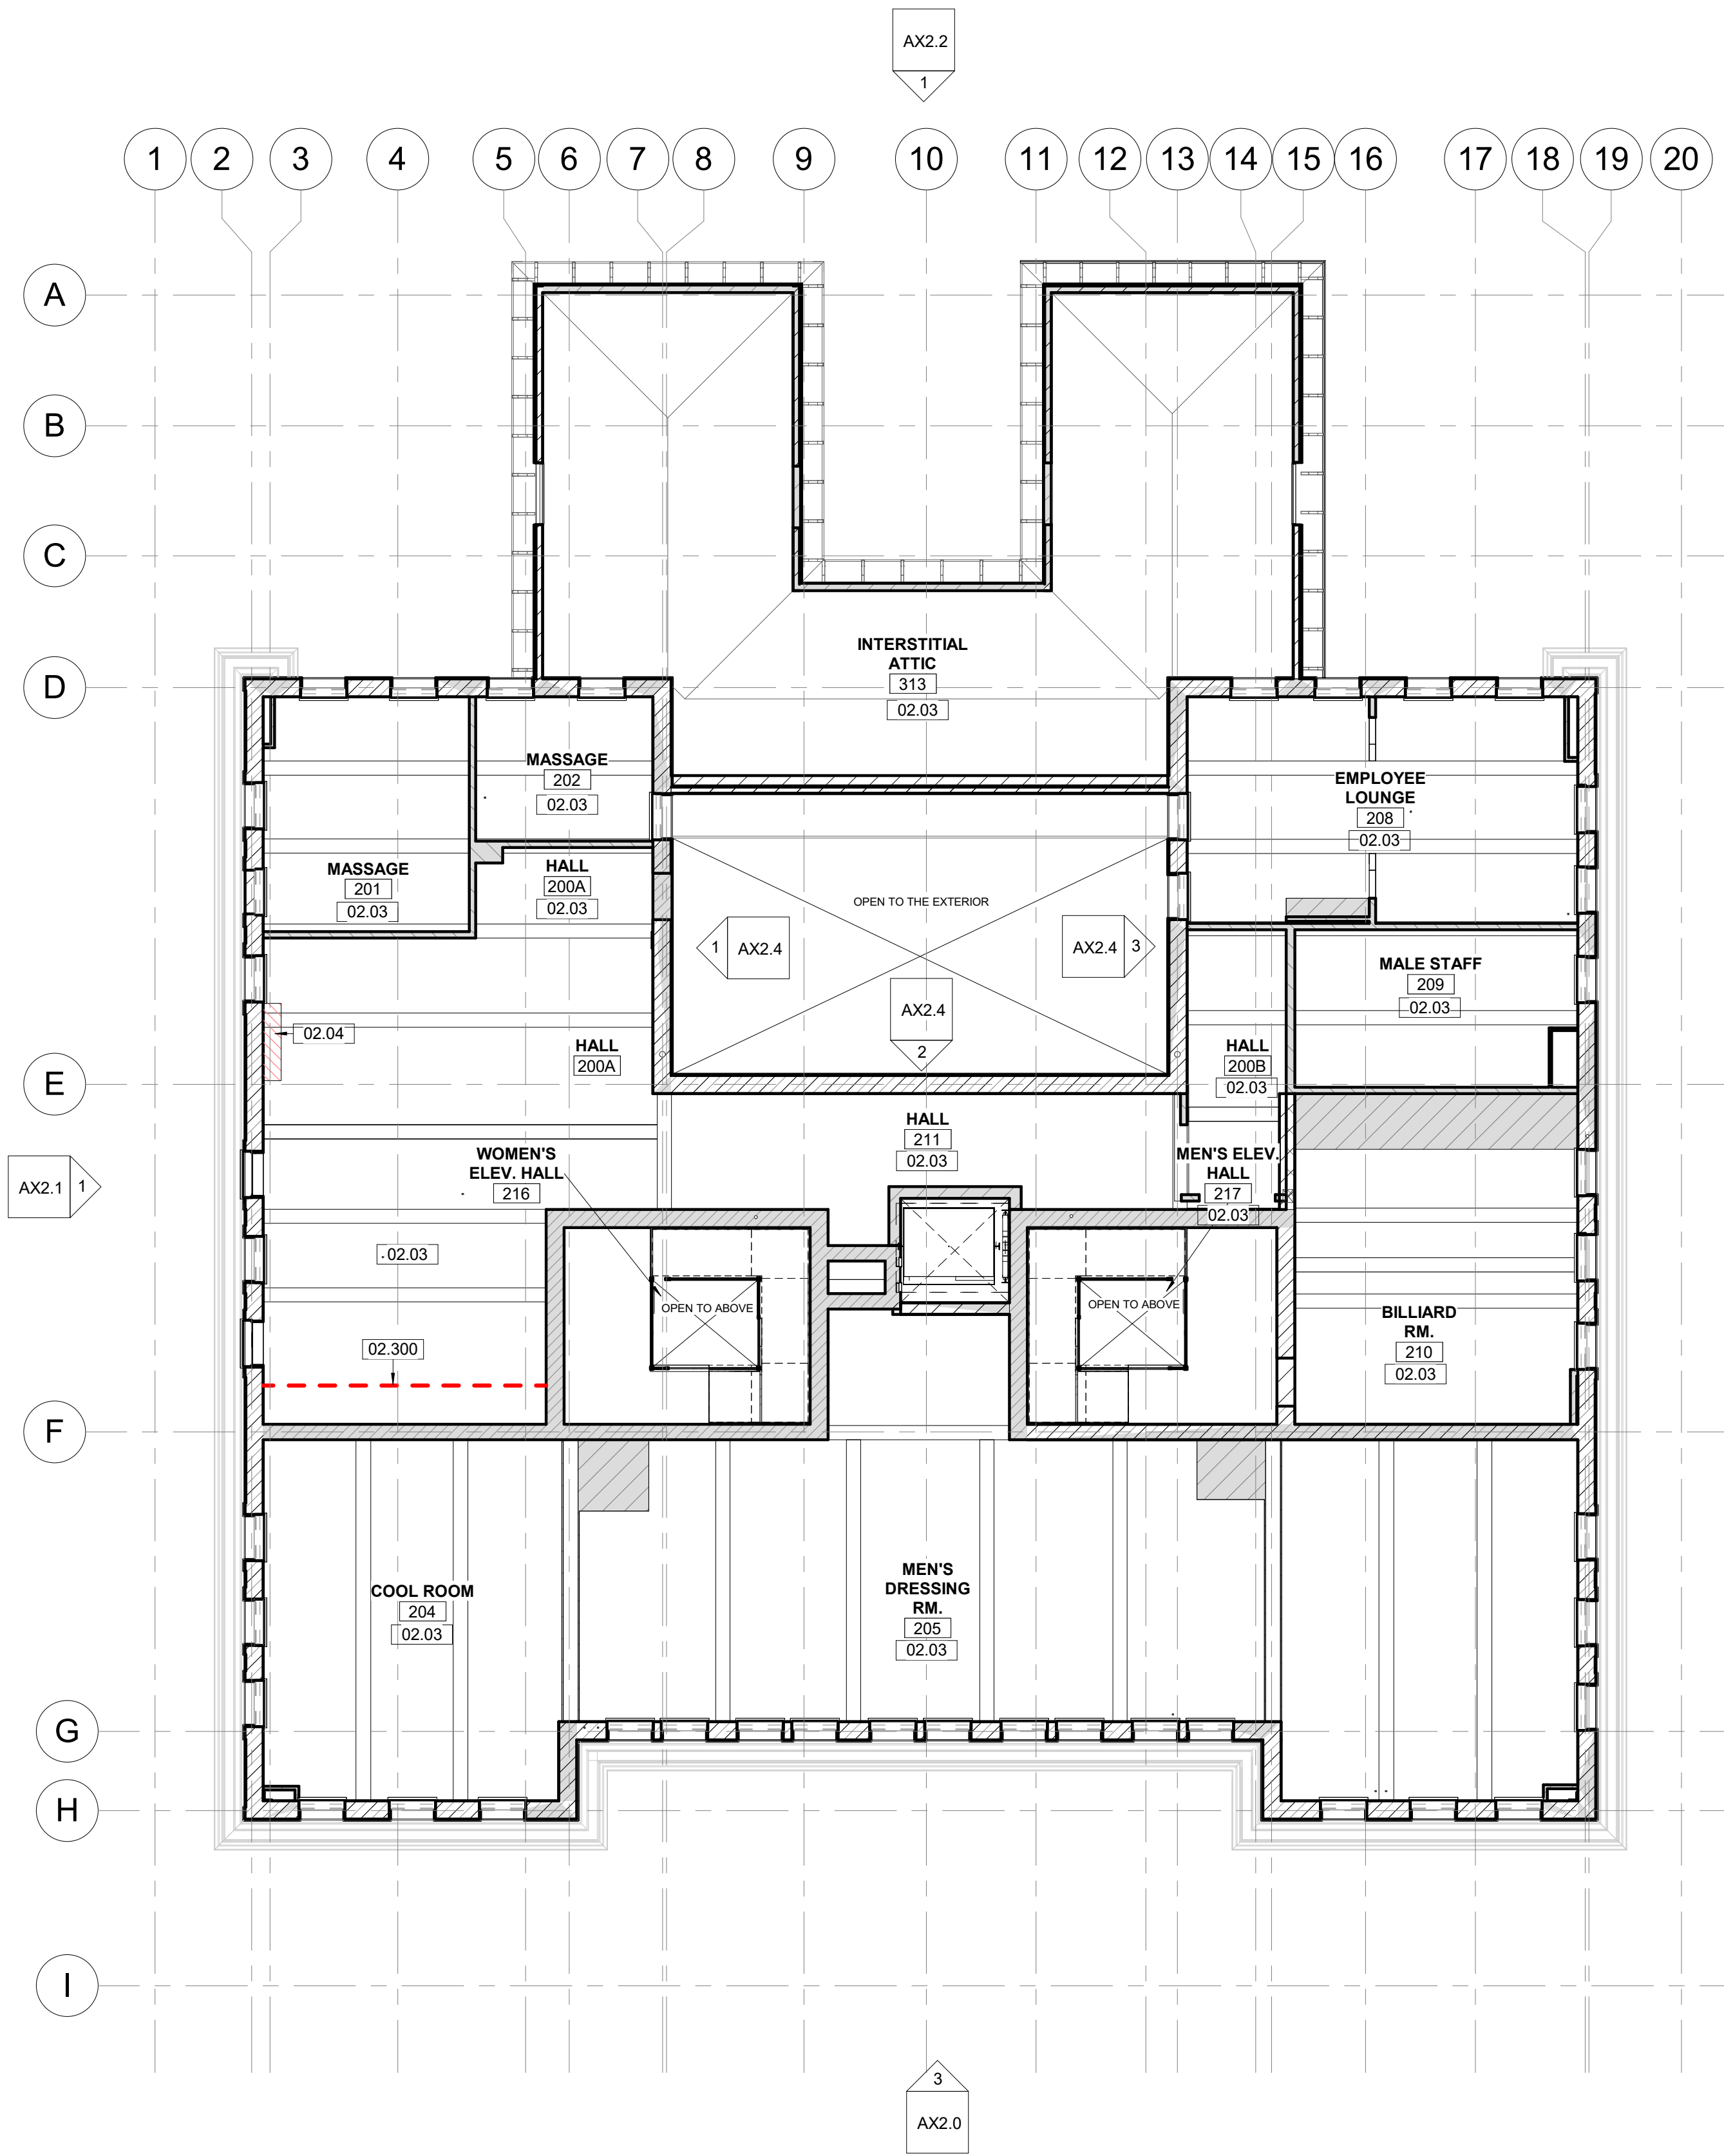 AX2.2
1
1 2 3 4 5 6 7 8 9 10 11 12 13 14 15 16 17 18 19 20
A
B
C
INTERSTITIAL
ATTIC
313
02.03
D
MASSAGE
202
02.03
EMPLOYEE
LOUNGE
208
02.03
MASSAGE
201
02.03
HALL
200A
02.03
OPEN TO THE EXTERIOR
1 AX2.4
AX2.4 3
AX2.4
2
MALE STAFF
209
02.03
02.04
HALL
200A
HALL
200B
02.03
E
HALL
211
02.03
AX2.1 1
WOMEN'S
ELEV. HALL
216
MEN'S ELEV.
HALL
217
02.03
02.03
OPEN TO ABOVE
OPEN TO ABOVE
BILLIARD
RM.
210
02.03
02.300
F
COOL ROOM
204
02.03
MEN'S
DRESSING
RM.
205
02.03
G
H
I
3
AX2.0